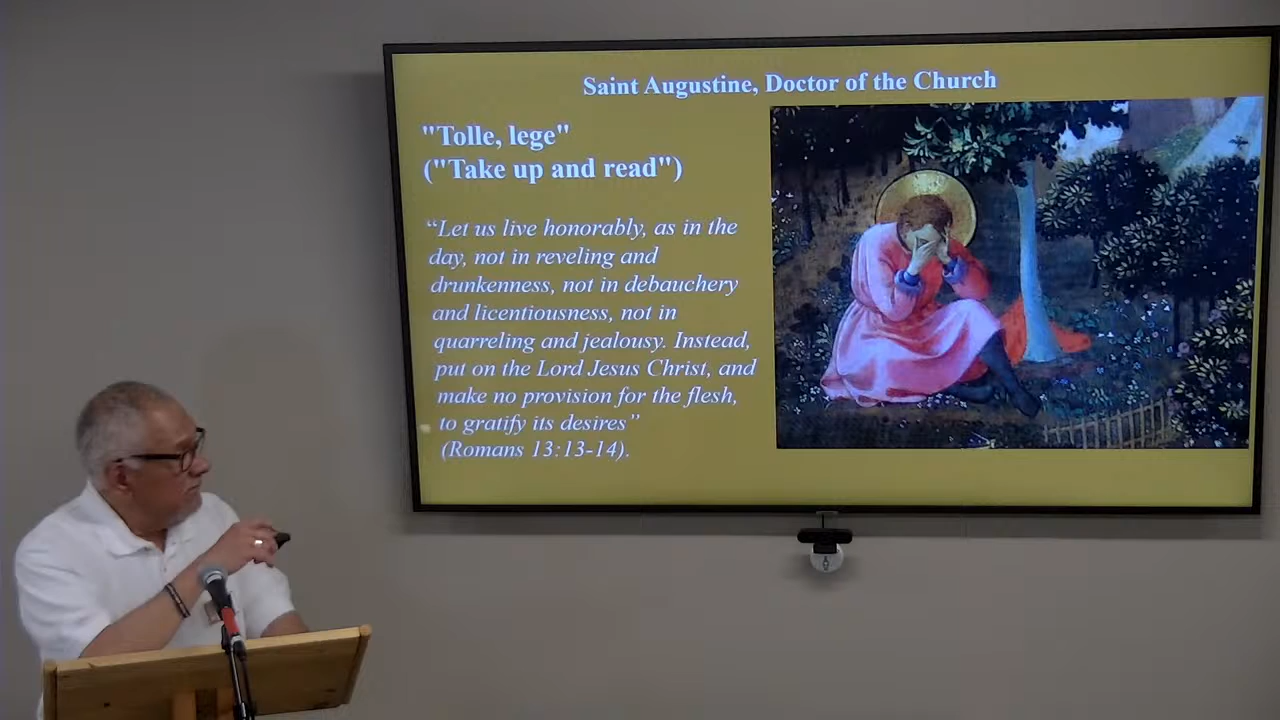 Saint Augustine, Doctor of the Church
"Tolle, lege"
("Take up and read")
“Let us live honorably, as in the
day, not in reveling and
drunkenness, not in debauchery
and licentiousness, not in
quarreling and jealousy. Instead,
put on the Lord Jesus Christ, and
make no provision for the flesh,
to gratify its desires”
(Romans 13:13-14).